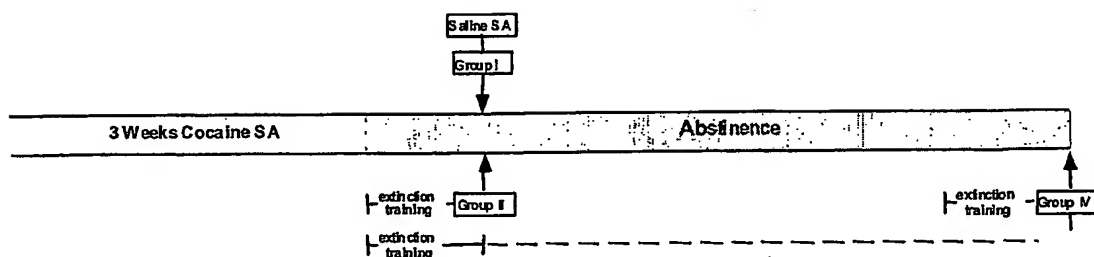 Saline SA
Group I
3 Weeks Cocaine SA
Abstinence
extinction
training
Group II
extinction
training
Group IV
extinction
training